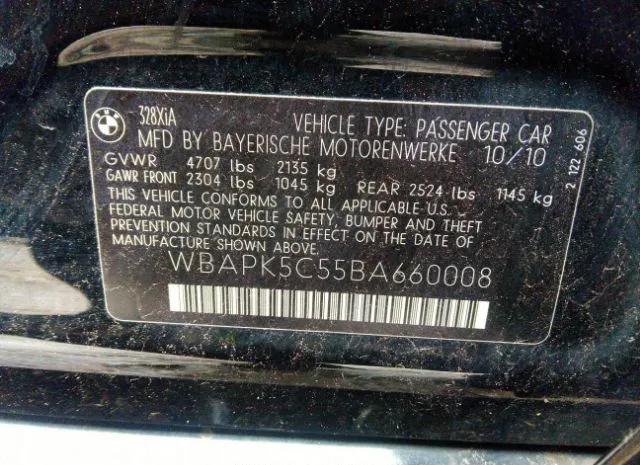 BMW
328XiA
VEHICLE TYPE: PASSENGER CAR
MFD BY BAYERISCHE MOTORENWERKE 10/10
GVWR 4707 lbs 2135 kg
GAWR FRONT 2304 lbs 1045 kg REAR 2524 lbs 1145 kg
THIS VEHICLE CONFORMS TO ALL APPLICABLE U.S.
FEDERAL MOTOR VEHICLE SAFETY, BUMPER AND THEFT
PREVENTION STANDARDS IN EFFECT ON THE DATE OF
MANUFACTURE SHOWN ABOVE.
WBAPK5C55BA660008
2 122 606